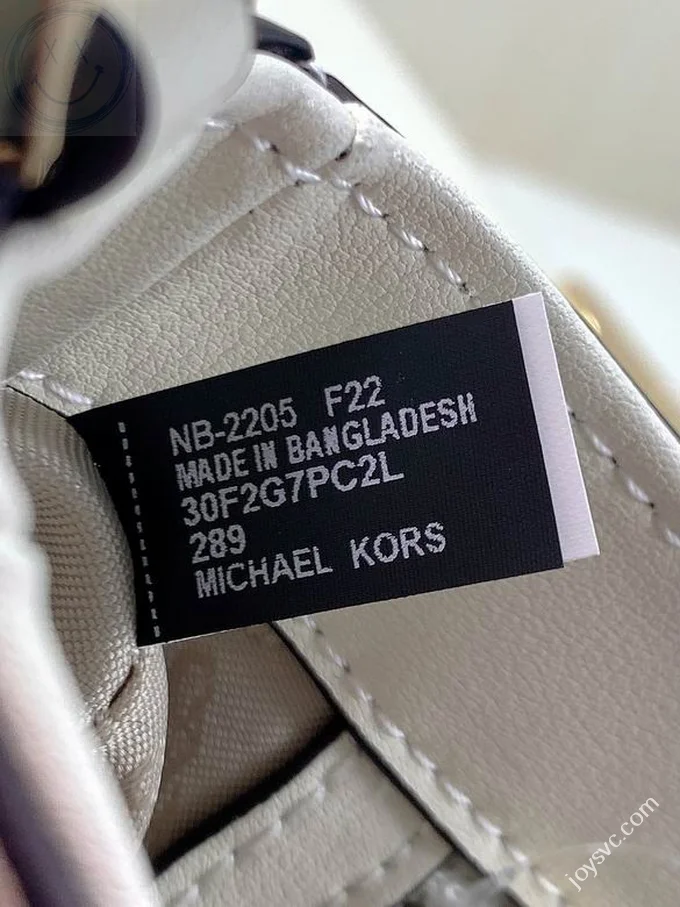 NB-2205 F22
MADE IN BANGLADESH
30F2G7PC2L
289
MICHAEL KORS
joysvc.com